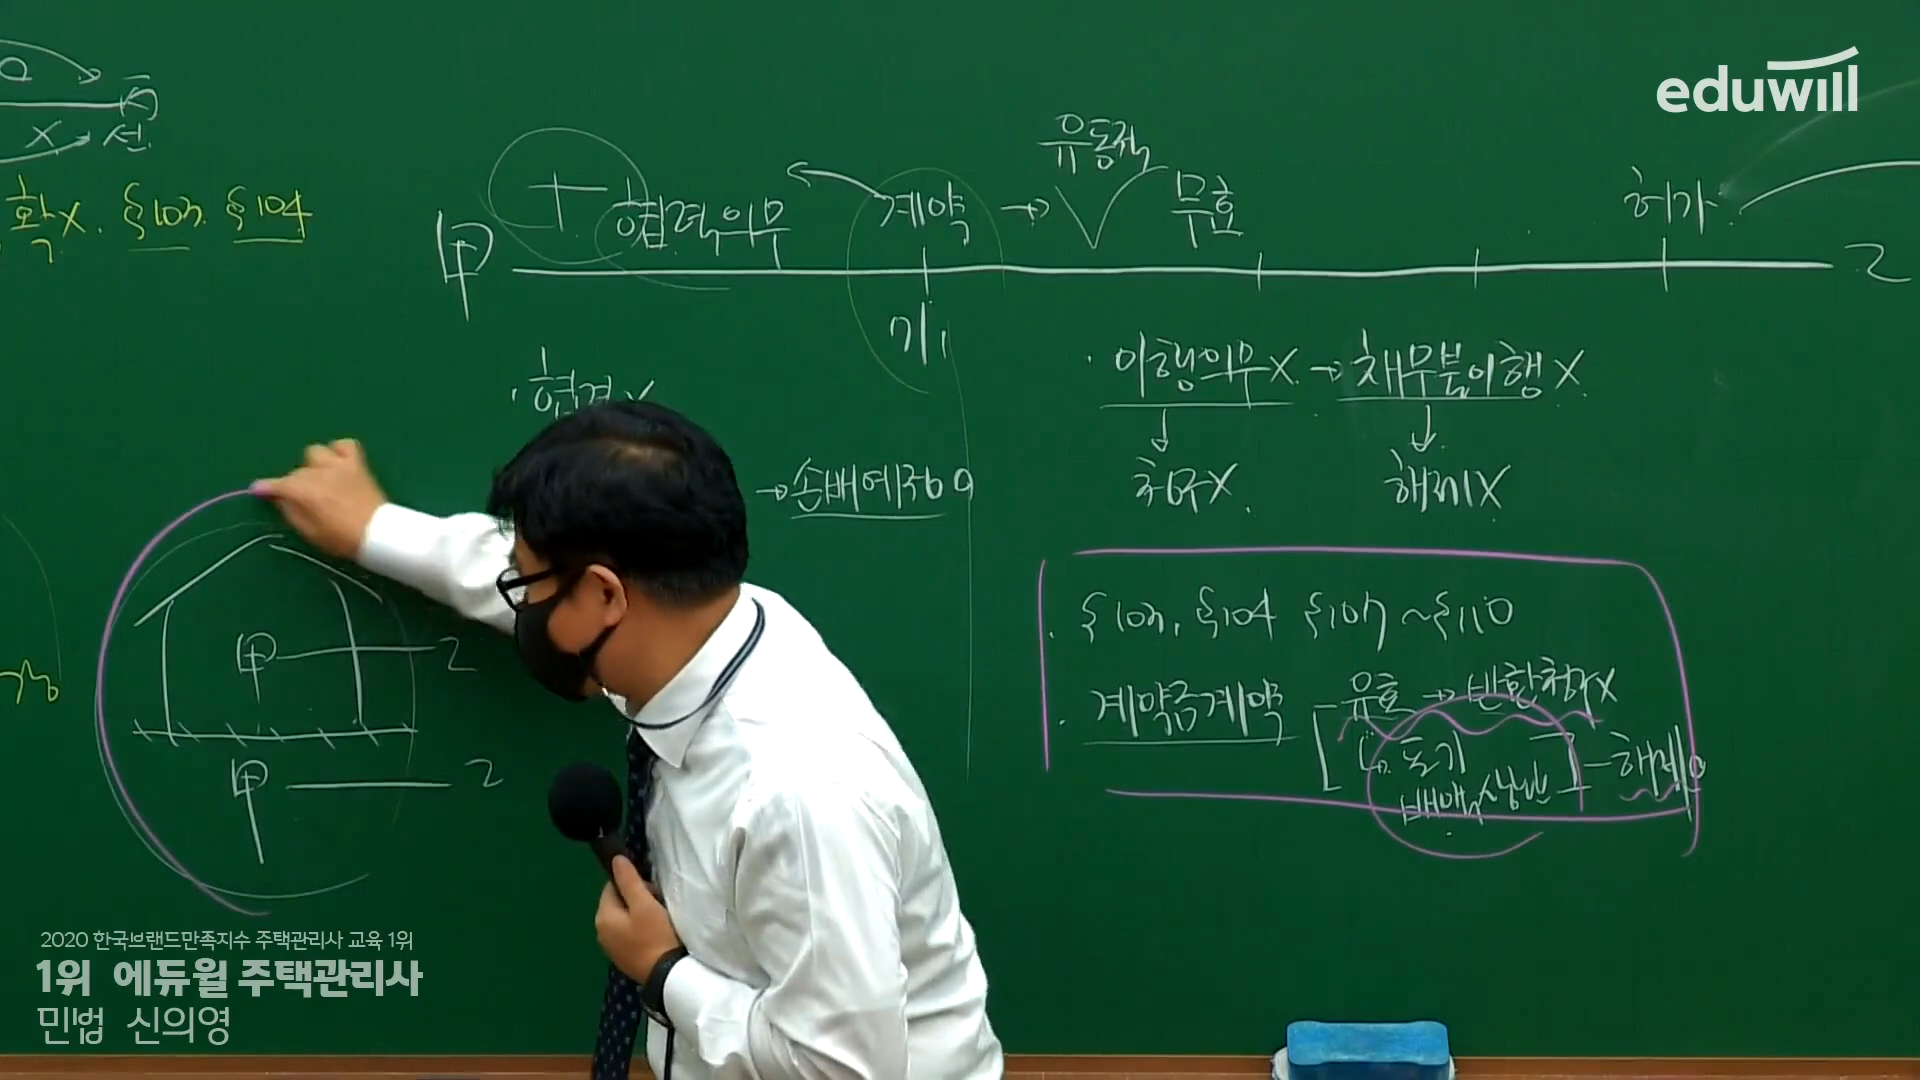 eduwill
X 선
확X. §103. §104
甲 협력의무 계약 → 유동적 무효 허가 乙
기
· 협력X
→ 손배예정 O
· 이행의무X → 채무불이행X
청구X 해제X
· §103, §104 §107 ~ §110
· 계약금계약 유효 → 반환청구X
포기
배액상환 - 해제
甲 乙
甲 乙
2020 한국브랜드만족지수 주택관리사 교육 1위
1위 에듀윌 주택관리사
민법 신의영